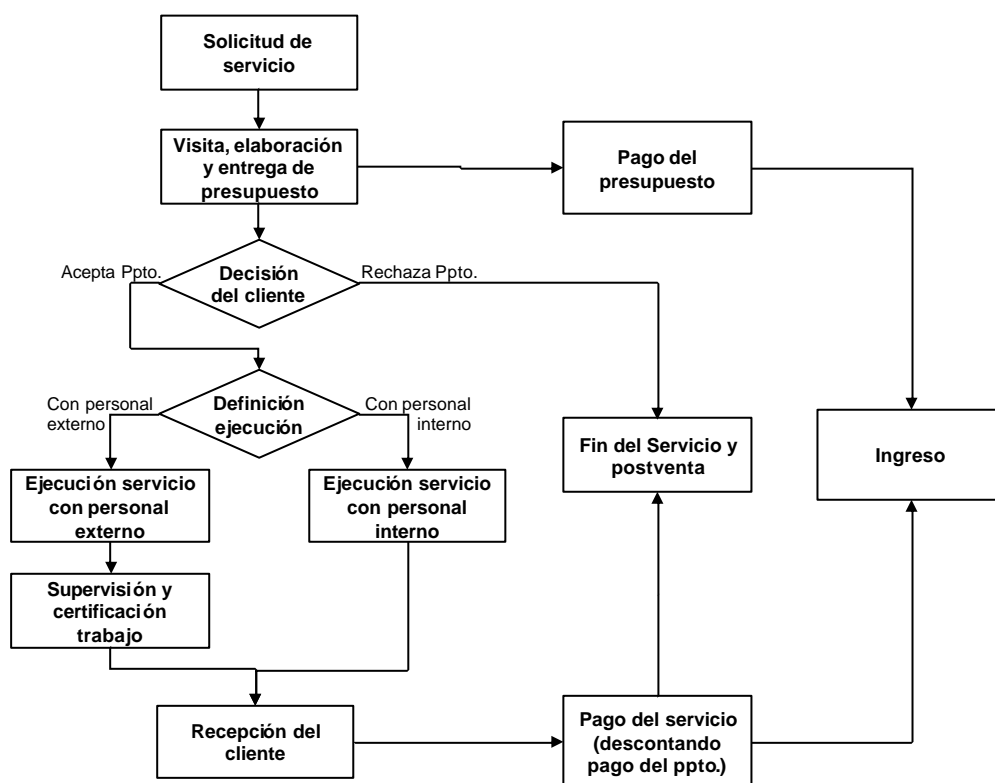 Solicitud de
servicio
Visita, elaboración
y entrega de
presupuesto
Pago del
presupuesto
Acepta Ppto.
Decisión
del cliente
Rechaza Ppto.
Con personal
externo
Definición
ejecución
Con personal
interno
Fin del Servicio y
postventa
Ingreso
Ejecución servicio
con personal
externo
Ejecución servicio
con personal
interno
Supervisión y
certificación
trabajo
Recepción del
cliente
Pago del servicio
(descontando
pago del ppto.)